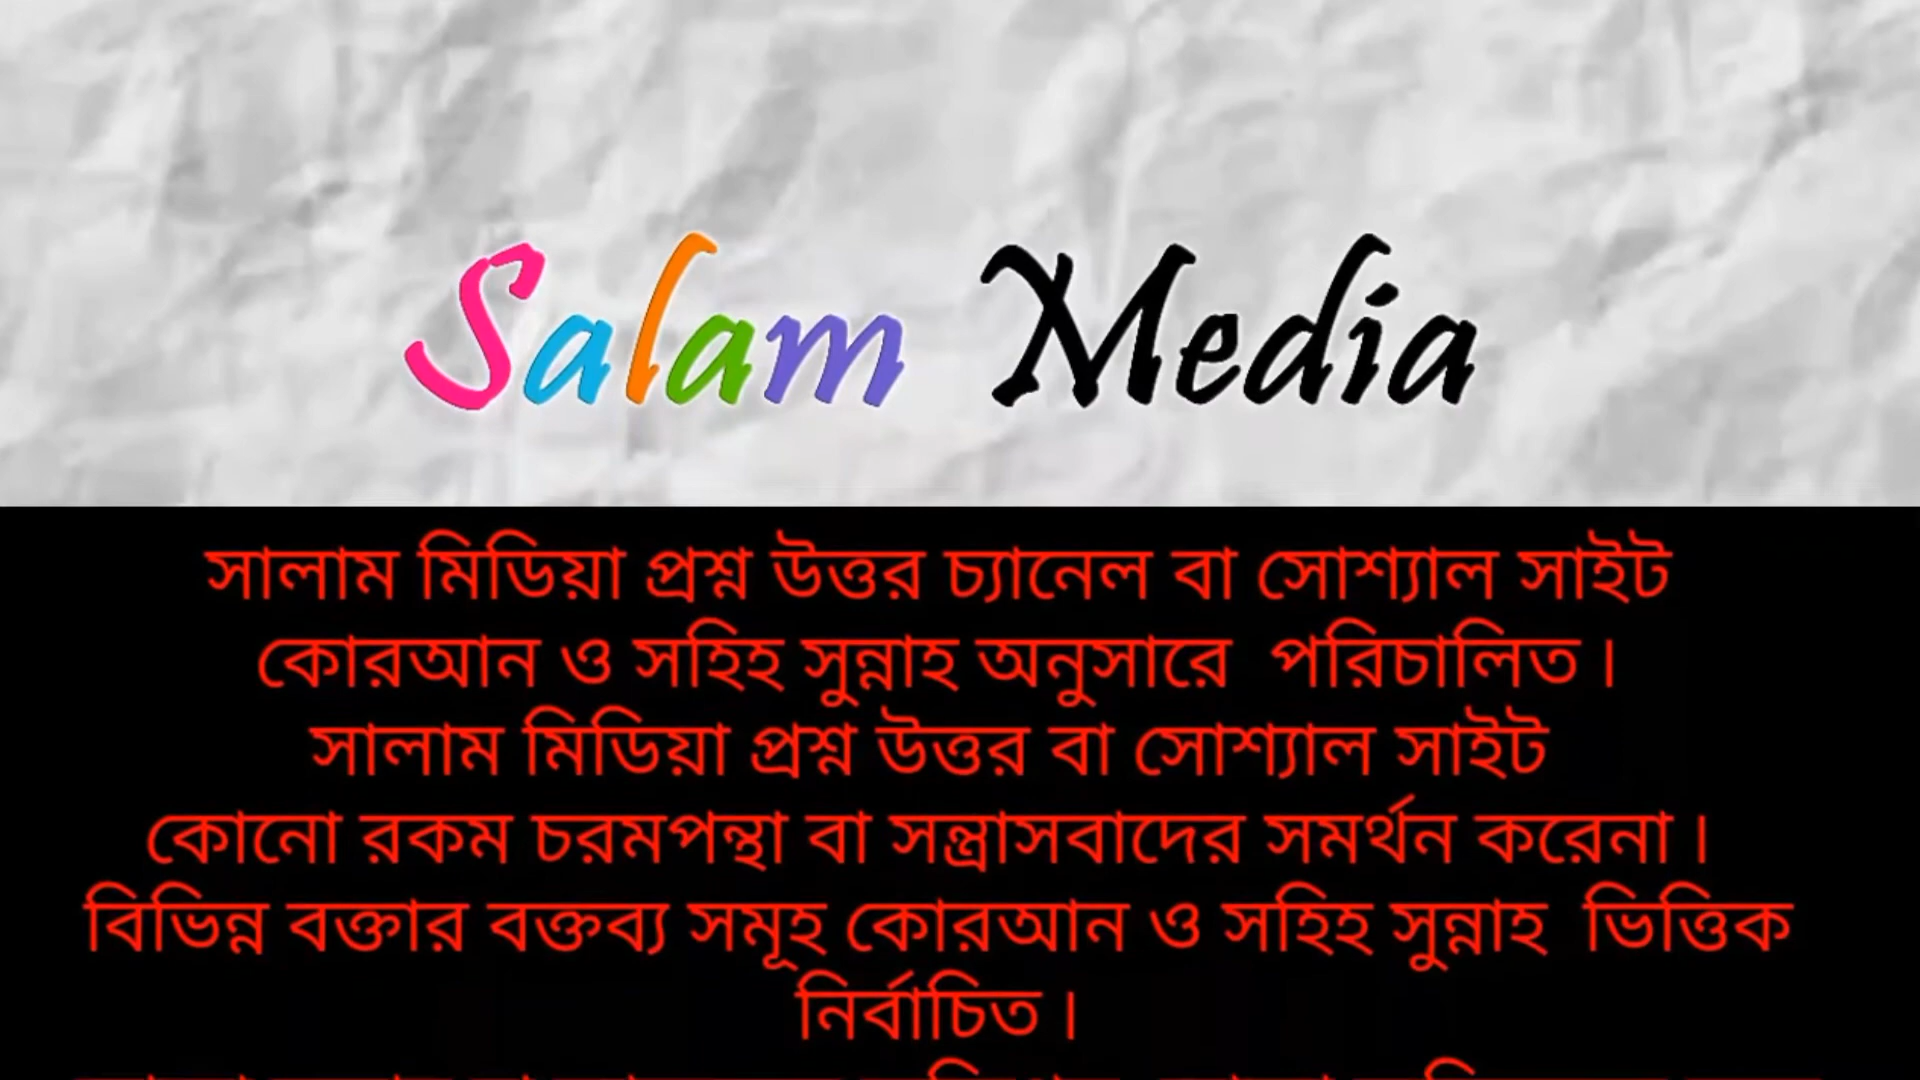 Salam Media
সালাম মিডিয়া প্রশ্ন উত্তর চ্যানেল বা সোশ্যাল সাইট
কোরআন ও সহিহ সুন্নাহ অনুসারে পরিচালিত।
সালাম মিডিয়া প্রশ্ন উত্তর বা সোশ্যাল সাইট
কোনো রকম চরমপন্থা বা সন্ত্রাসবাদের সমর্থন করেনা।
বিভিন্ন বক্তার বক্তব্য সমূহ কোরআন ও সহিহ সুন্নাহ ভিত্তিক
নির্বাচিত।